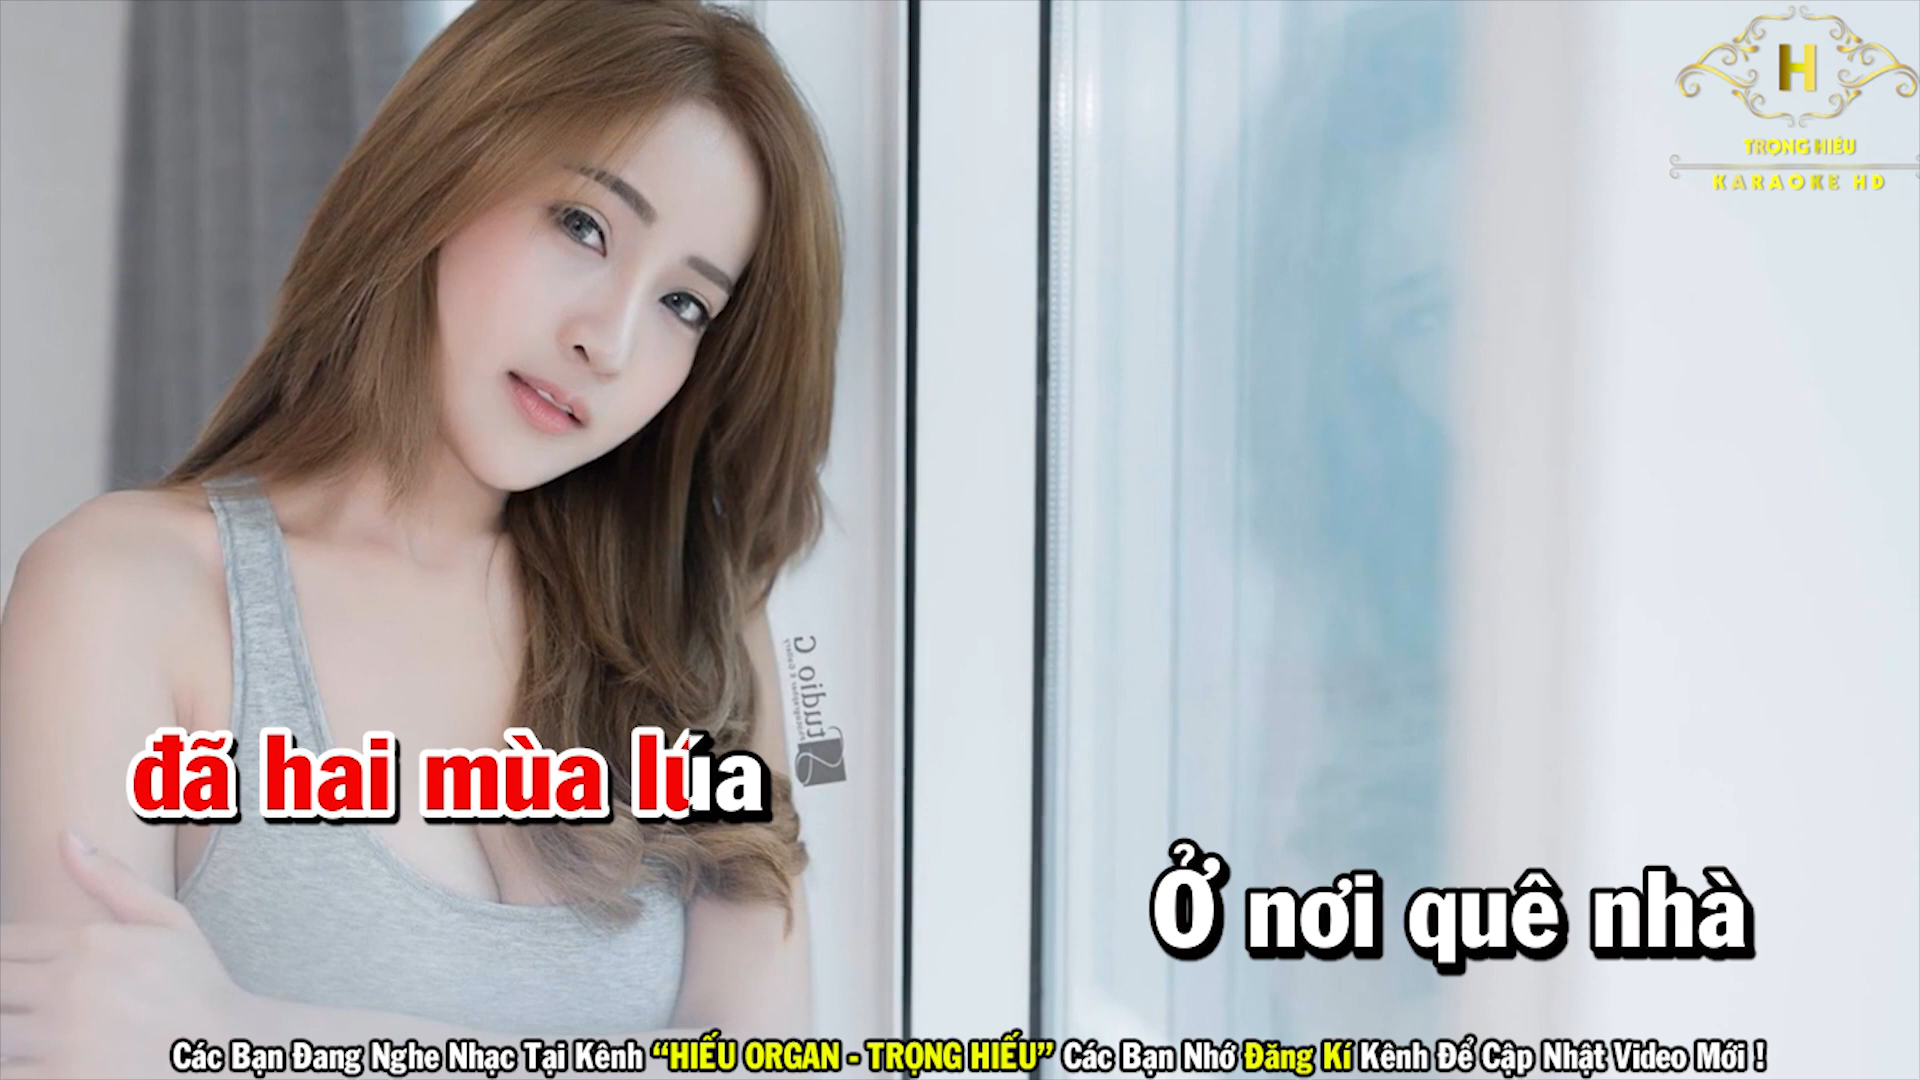 H
TRỌNG HIẾU
KARAOKE HD
Studio C
đã hai mùa lúa
Ở nơi quê nhà
Các Bạn Đang Nghe Nhạc Tại Kênh “HIẾU ORGAN - TRỌNG HIẾU” Các Bạn Nhớ Đăng Kí Kênh Để Cập Nhật Video Mới !